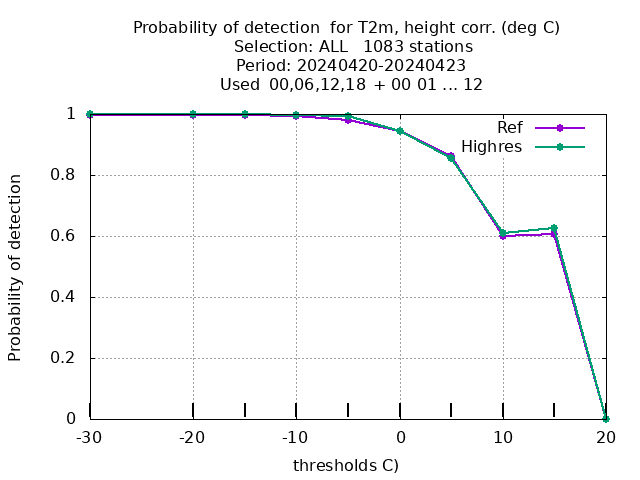 Probability of detection  for T2m, height corr. (deg C)
Selection: ALL   1083 stations
Period: 20240420-20240423
Used  00,06,12,18  + 00 01 ... 12
Ref
Highres
1
0.8
0.6
0.4
0.2
0
Probability of detection
-30 -20 -10 0 10 20
thresholds C)